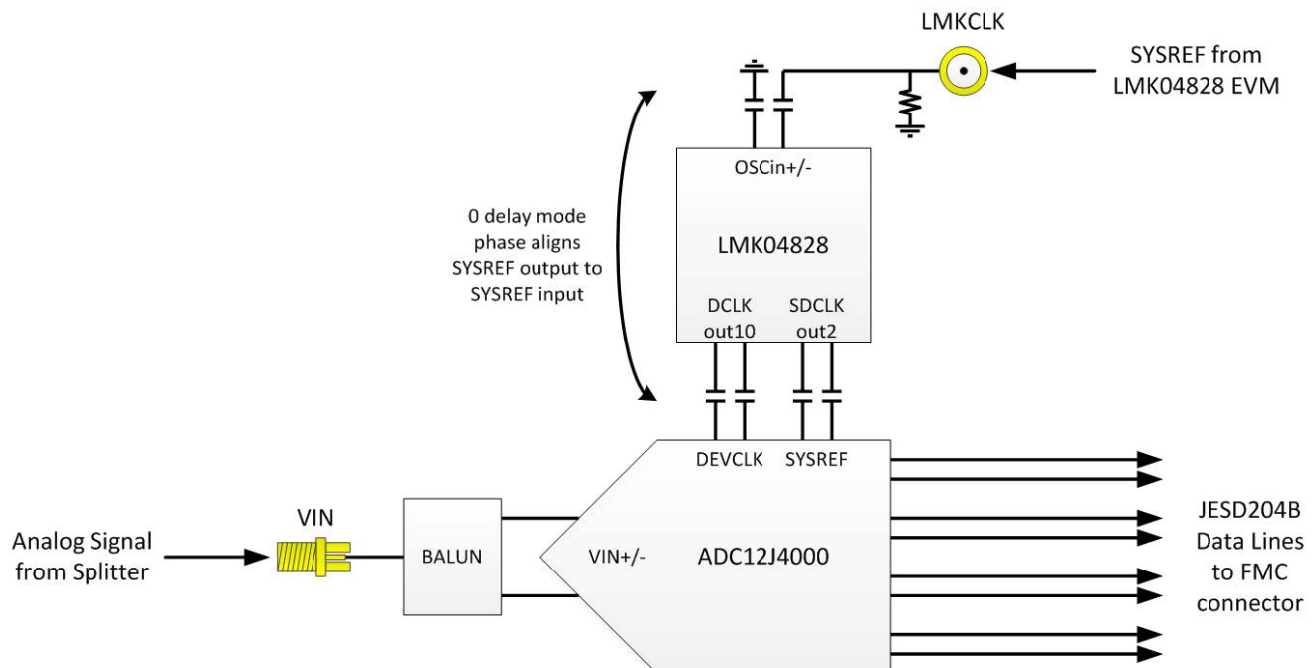 LMKCLK
SYSREF from
LMK04828 EVM
OSCin+/-
0 delay mode
phase aligns
SYSREF output to
SYSREF input
LMK04828
DCLK
out10
SDCLK
out2
DEVCLK
SYSREF
VIN
Analog Signal
from Splitter
BALUN
VIN+/-
ADC12J4000
JESD204B
Data Lines
to FMC
connector